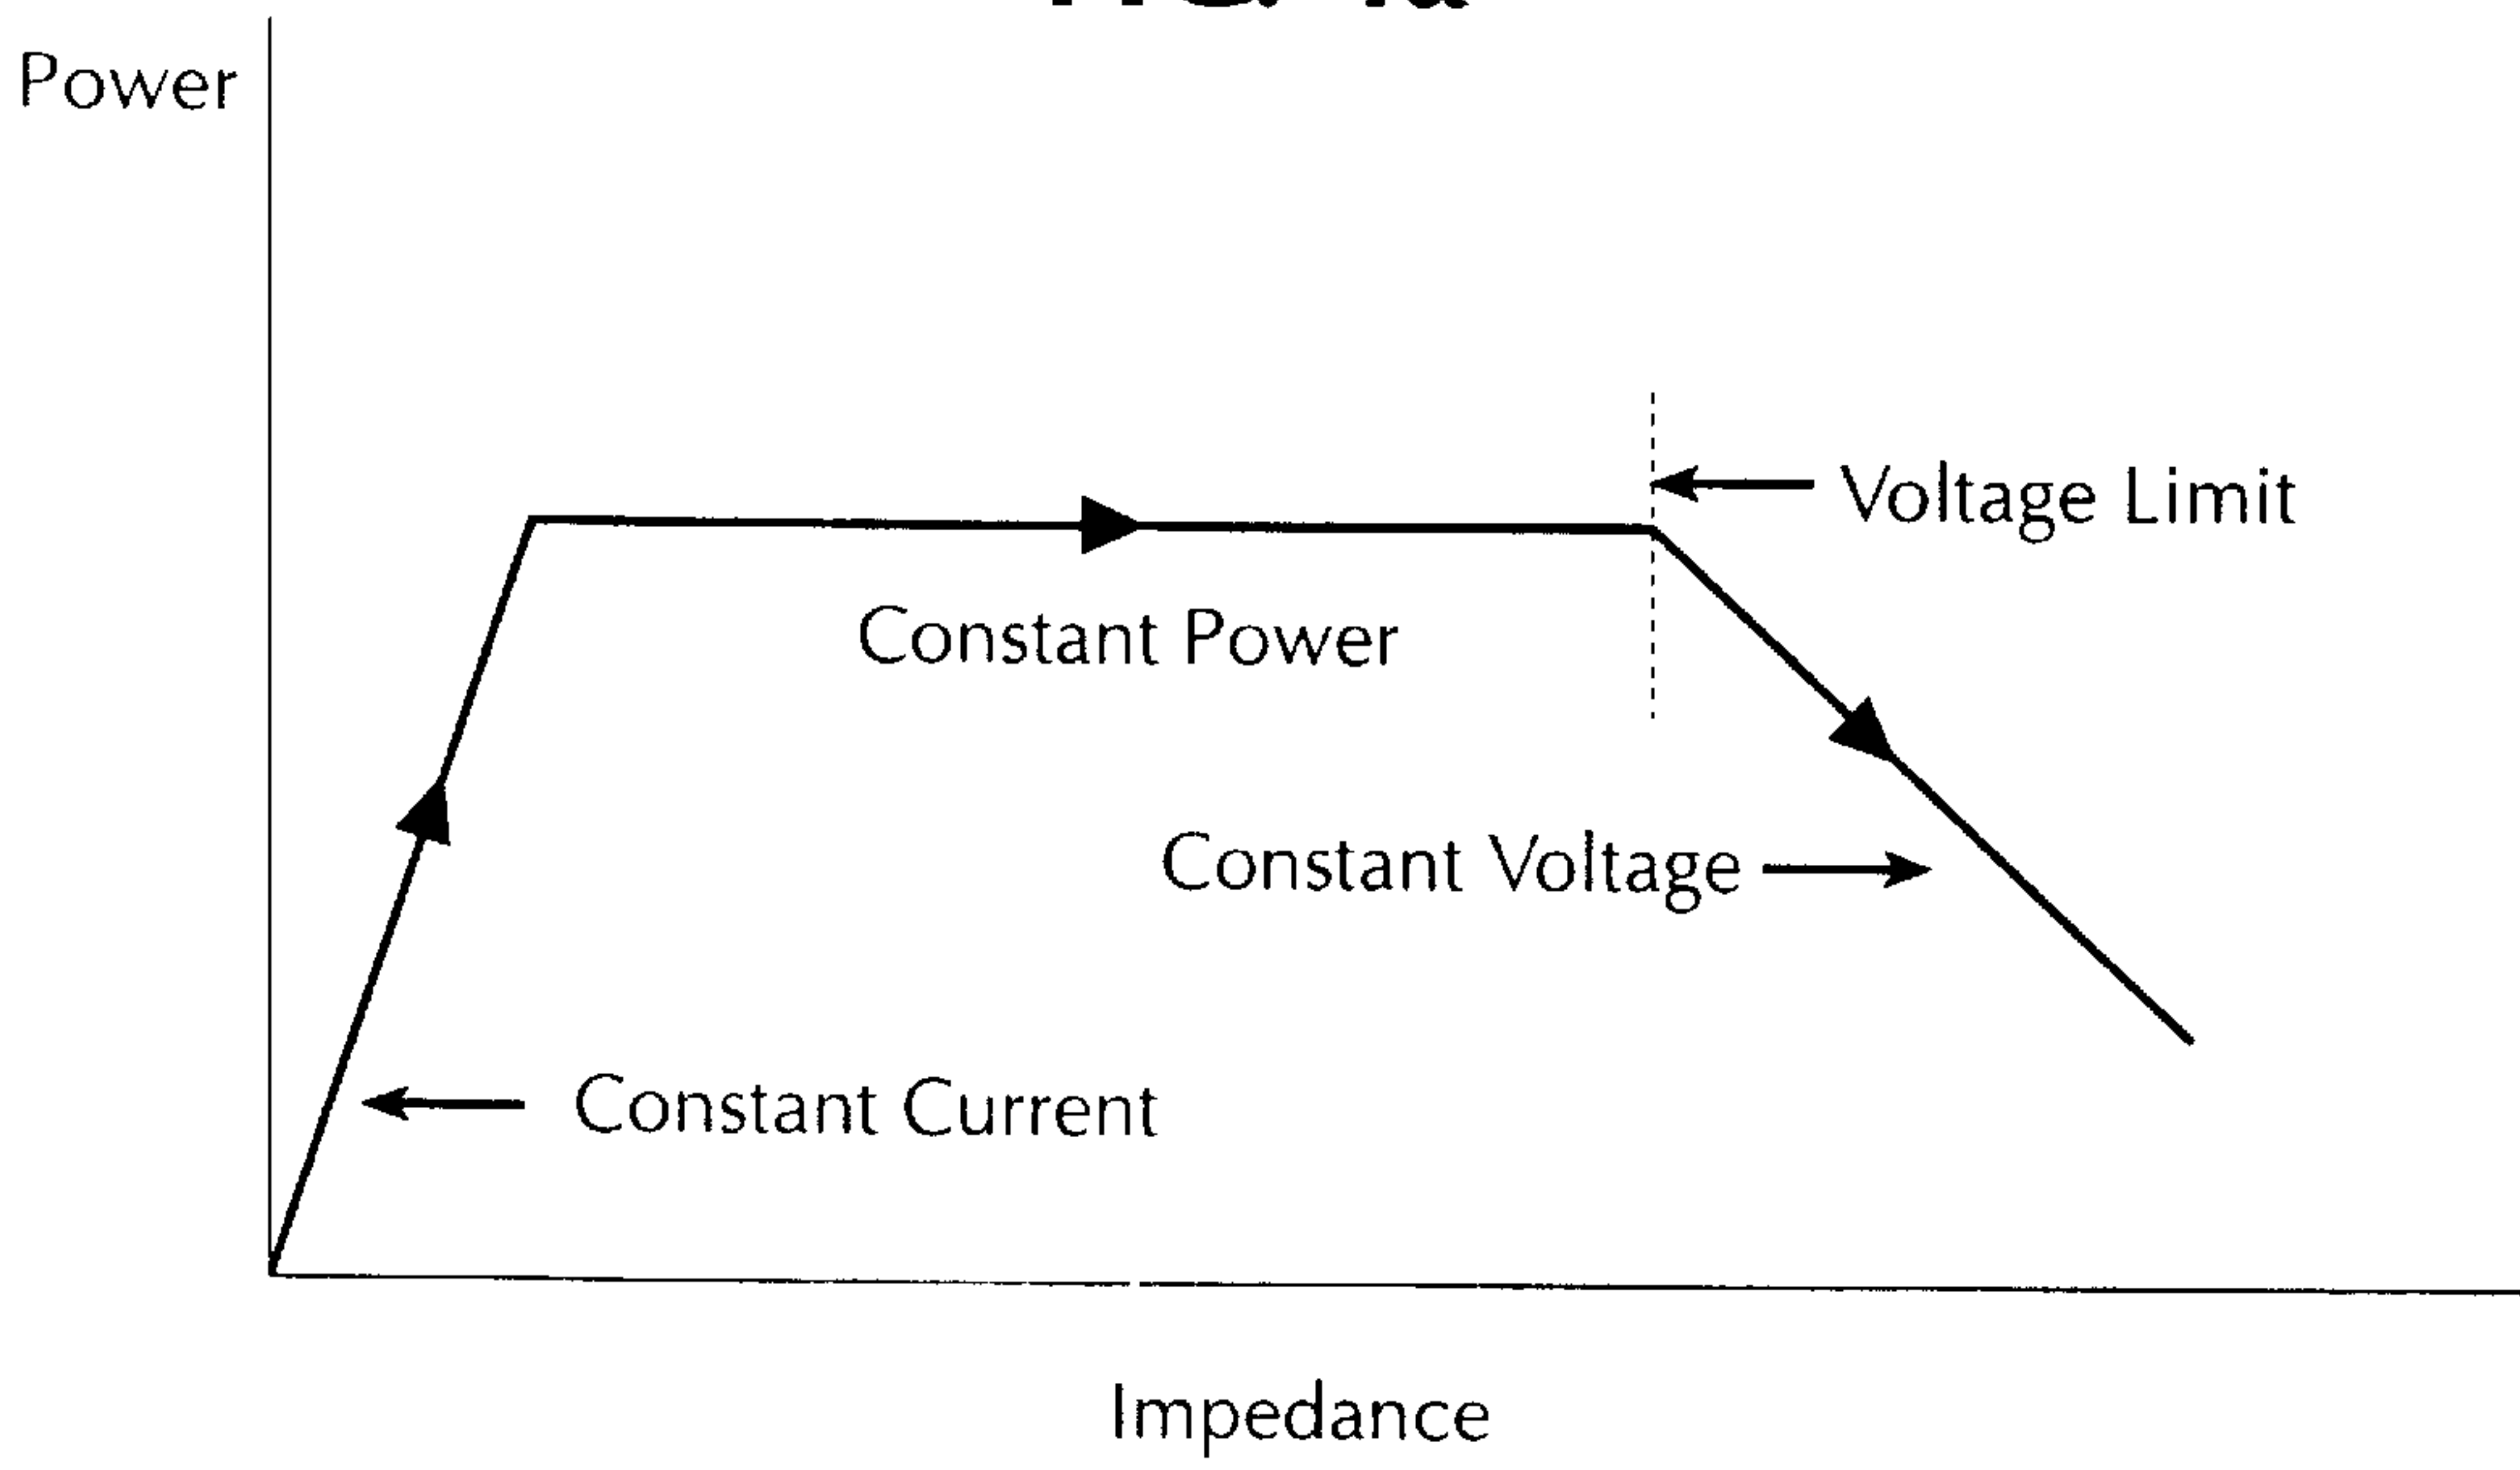 Power
Voltage Limit
Constant Power
Constant Voltage
Constant Current
Impedance